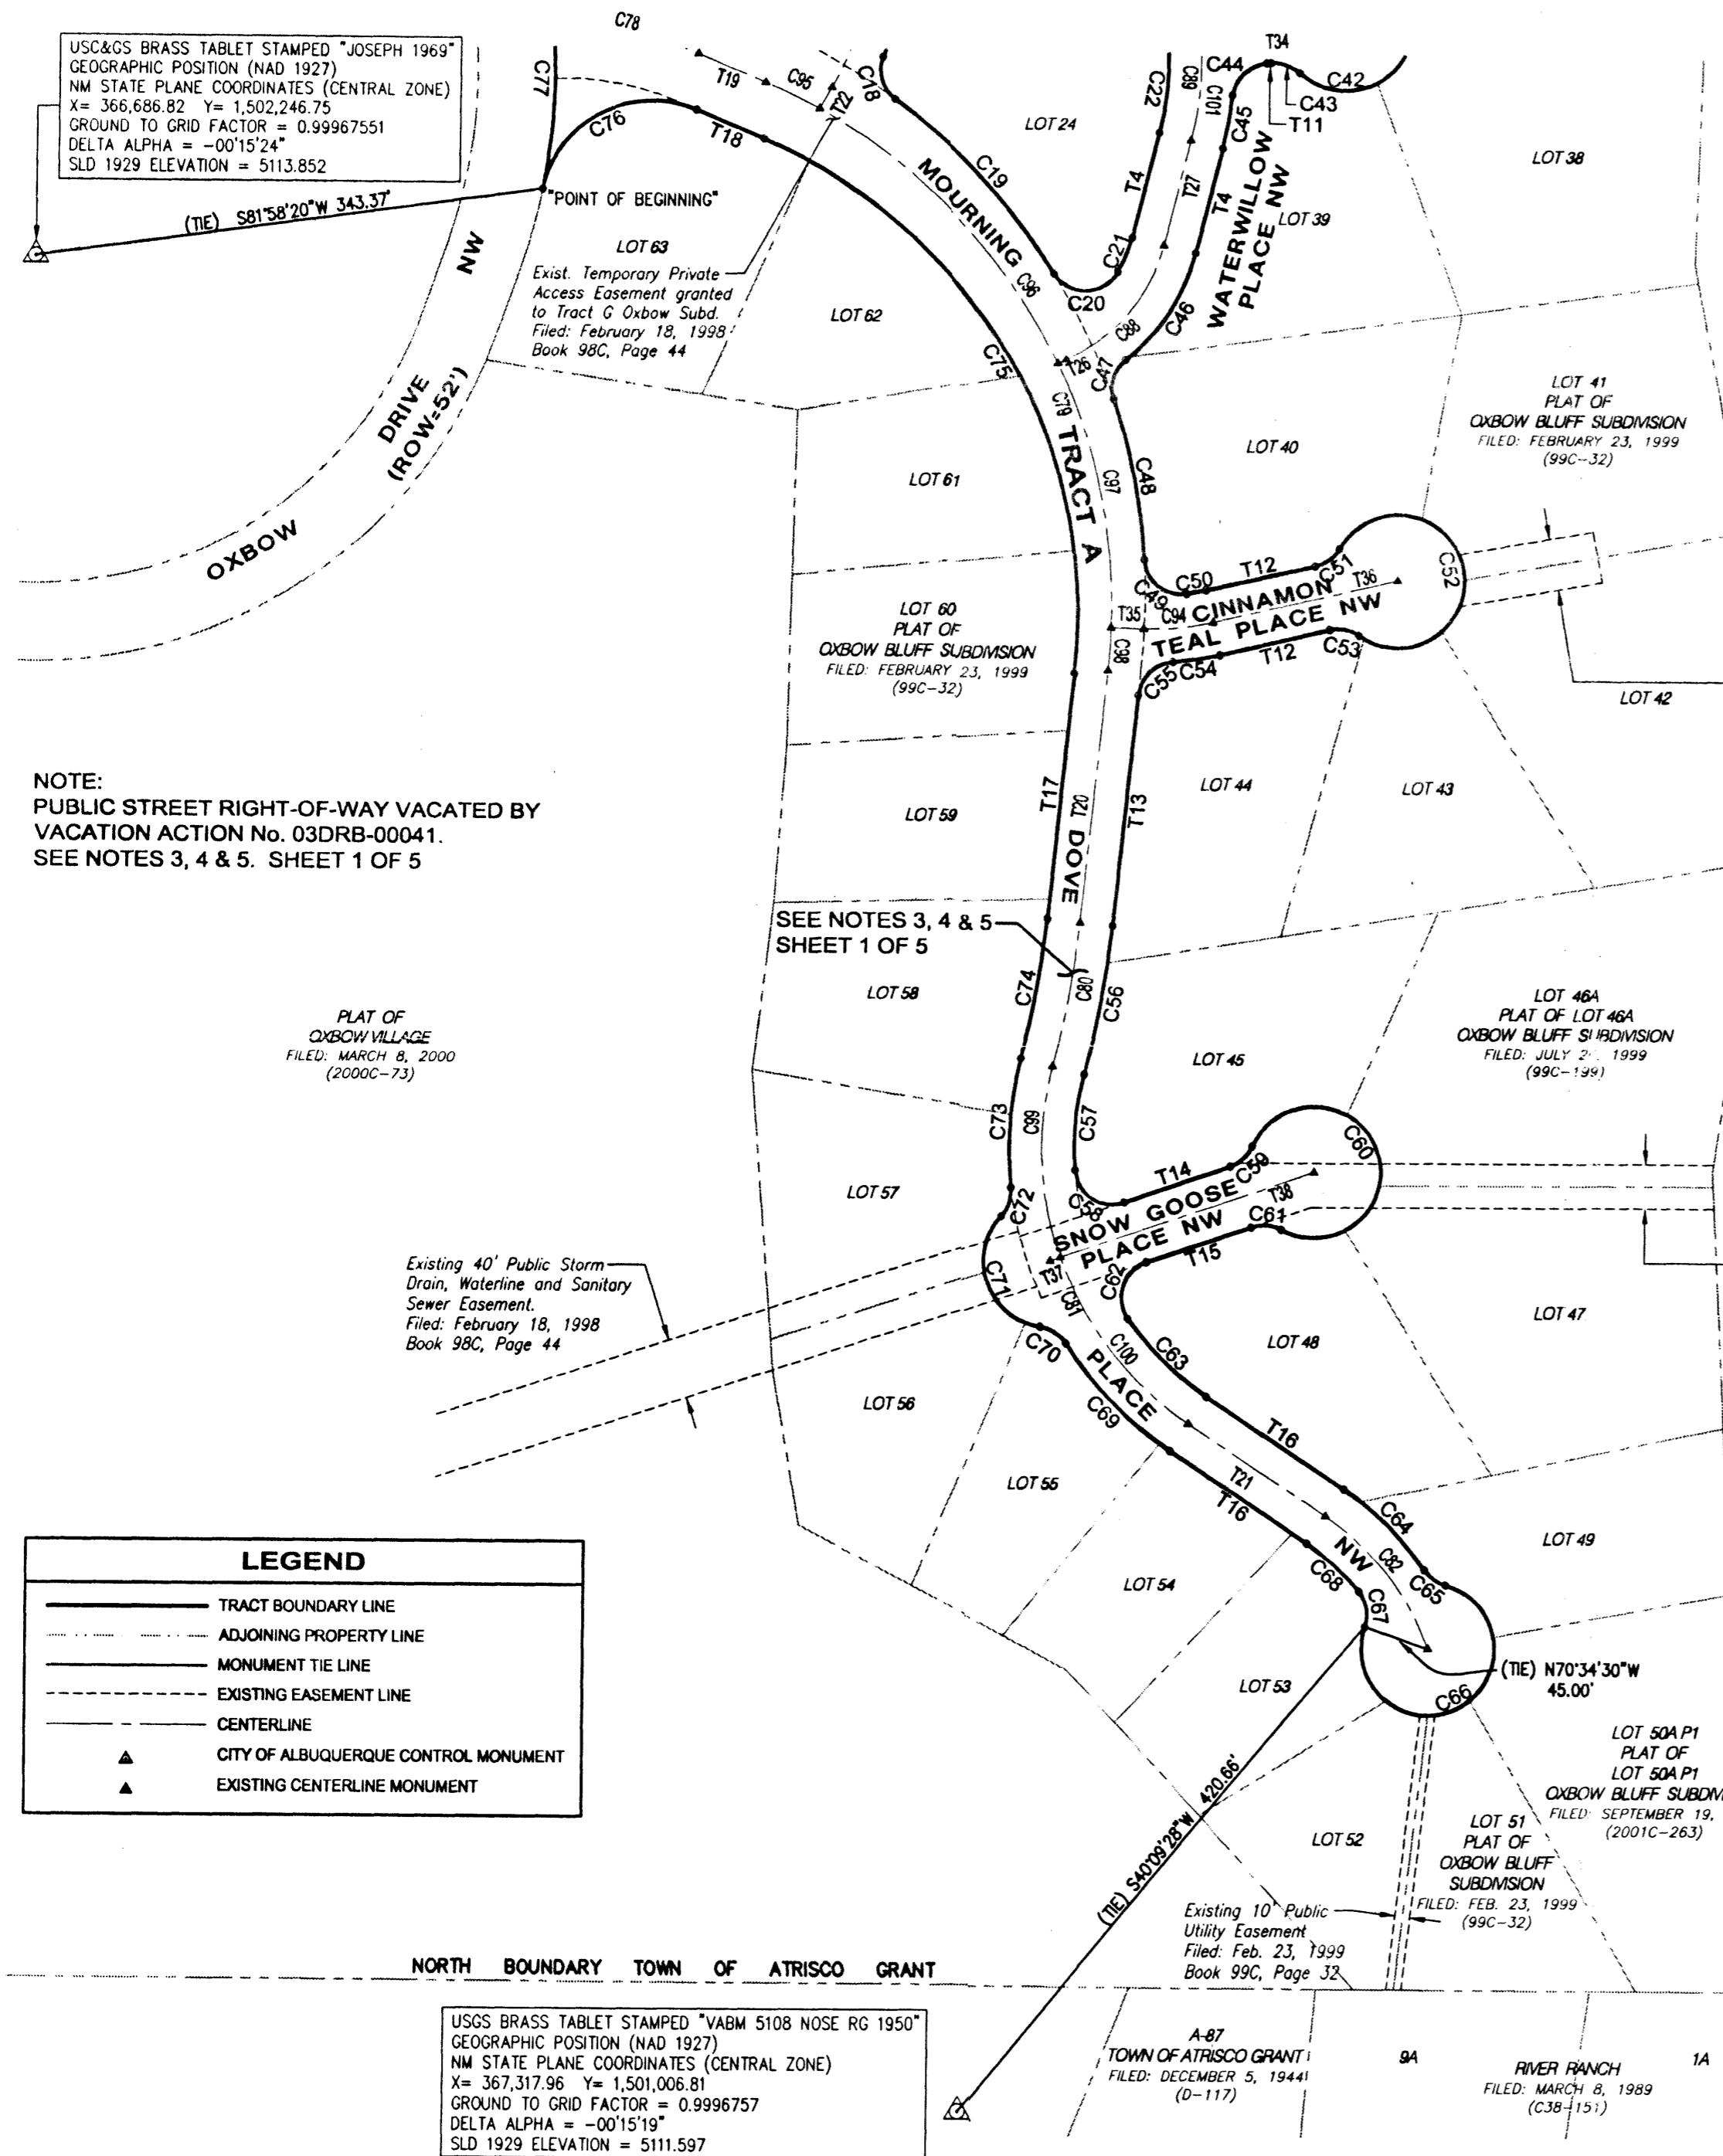 C78
USC&GS BRASS TABLET STAMPED "JOSEPH 1969"
GEOGRAPHIC POSITION (NAD 1927)
NM STATE PLANE COORDINATES (CENTRAL ZONE)
X= 366,686.82 Y= 1,502,246.75
GROUND TO GRID FACTOR = 0.99967551
DELTA ALPHA = -00°15'24"
SLD 1929 ELEVATION = 5113.852
(TIE) S81°58'20"W 343.37'
"POINT OF BEGINNING"
C77
C76
T18
T19
C95
T22
C18
C19
LOT 24
C22
C89
C101
C44
T34
C42
C43
T11
C45
T4
T27
T4
C21
C20
C88
C46
C47
T26
WATERWILLOW
PLACE NW
LOT 38
LOT 39
MOURNING
C96
LOT 63
Exist. Temporary Private
Access Easement granted
to Tract G Oxbow Subd.
Filed: February 18, 1998
Book 98C, Page 44
LOT 62
C75
C79
TRACT A
C97
C48
NW
DRIVE
(ROW=52')
OXBOW
LOT 61
LOT 40
LOT 41
PLAT OF
OXBOW BLUFF SUBDIVISION
FILED: FEBRUARY 23, 1999
(99C-32)
C49
C50
T12
C51
T36
C52
T35
C94
CINNAMON
TEAL PLACE NW
C98
C55
C54
T12
C53
LOT 42
LOT 60
PLAT OF
OXBOW BLUFF SUBDIVISION
FILED: FEBRUARY 23, 1999
(99C-32)
NOTE:
PUBLIC STREET RIGHT-OF-WAY VACATED BY
VACATION ACTION No. 03DRB-00041.
SEE NOTES 3, 4 & 5. SHEET 1 OF 5
T17
T20
T13
DOVE
LOT 59
LOT 44
LOT 43
SEE NOTES 3, 4 & 5
SHEET 1 OF 5
C74
C80
C56
LOT 58
PLAT OF
OXBOW VILLAGE
FILED: MARCH 8, 2000
(2000C-73)
LOT 45
LOT 46A
PLAT OF LOT 46A
OXBOW BLUFF SUBDIVISION
FILED: JULY 2 , 1999
(99C-199)
C73
C99
C57
C72
C58
T14
C59
C60
T38
SNOW GOOSE
PLACE NW
C61
T15
C62
T37
C81
C71
C70
LOT 57
Existing 40' Public Storm
Drain, Waterline and Sanitary
Sewer Easement.
Filed: February 18, 1998
Book 98C, Page 44
LOT 47
LOT 48
C100
C63
PLACE
C69
LOT 56
LOT 55
T16
T21
T16
C64
NW
C82
C68
C65
C67
LOT 49
LOT 54
LOT 53
C66
(TIE) N70°34'30"W
45.00'
LEGEND
TRACT BOUNDARY LINE
ADJOINING PROPERTY LINE
MONUMENT TIE LINE
EXISTING EASEMENT LINE
CENTERLINE
CITY OF ALBUQUERQUE CONTROL MONUMENT
EXISTING CENTERLINE MONUMENT
(TIE) S40°09'28"W 420.66'
LOT 50A P1
PLAT OF
LOT 50A P1
OXBOW BLUFF SUBDIV
FILED: SEPTEMBER 19,
(2001C-263)
LOT 52
LOT 51
PLAT OF
OXBOW BLUFF
SUBDIVISION
FILED: FEB. 23, 1999
(99C-32)
Existing 10' Public
Utility Easement
Filed: Feb. 23, 1999
Book 99C, Page 32
NORTH BOUNDARY TOWN OF ATRISCO GRANT
USGS BRASS TABLET STAMPED "VABM 5108 NOSE RG 1950"
GEOGRAPHIC POSITION (NAD 1927)
NM STATE PLANE COORDINATES (CENTRAL ZONE)
X= 367,317.96 Y= 1,501,006.81
GROUND TO GRID FACTOR = 0.9996757
DELTA ALPHA = -00°15'19"
SLD 1929 ELEVATION = 5111.597
A-87
TOWN OF ATRISCO GRANT
FILED: DECEMBER 5, 1944
(D-117)
9A
RIVER RANCH
FILED: MARCH 8, 1989
(C38-151)
1A